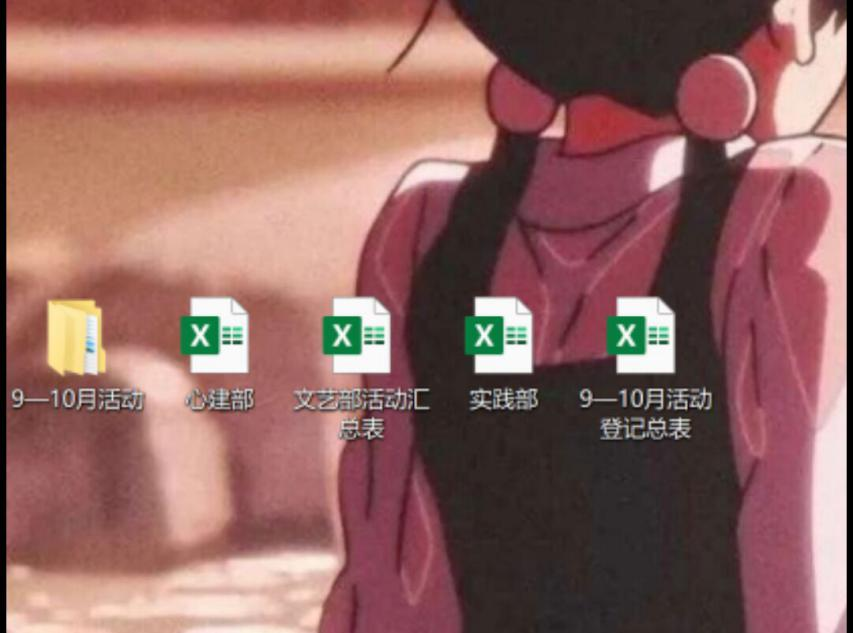 9—10月活动
心建部
文艺部活动汇
总表
实践部
9—10月活动
登记总表